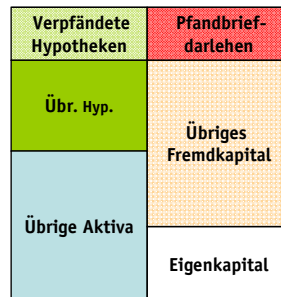 Verpfändete
Hypotheken
Pfandbrief-
darlehen
Übr. Hyp.
Übriges
Fremdkapital
Übrige Aktiva
Eigenkapital